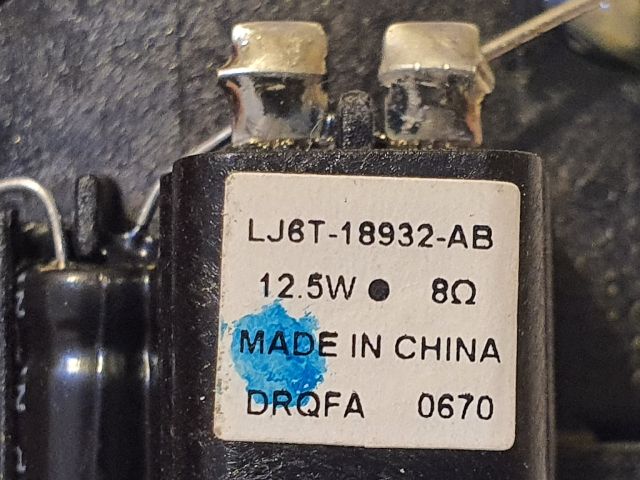 LJ6T-18932-AB
12.5W ● 8Ω
MADE IN CHINA
DRQFA 0670